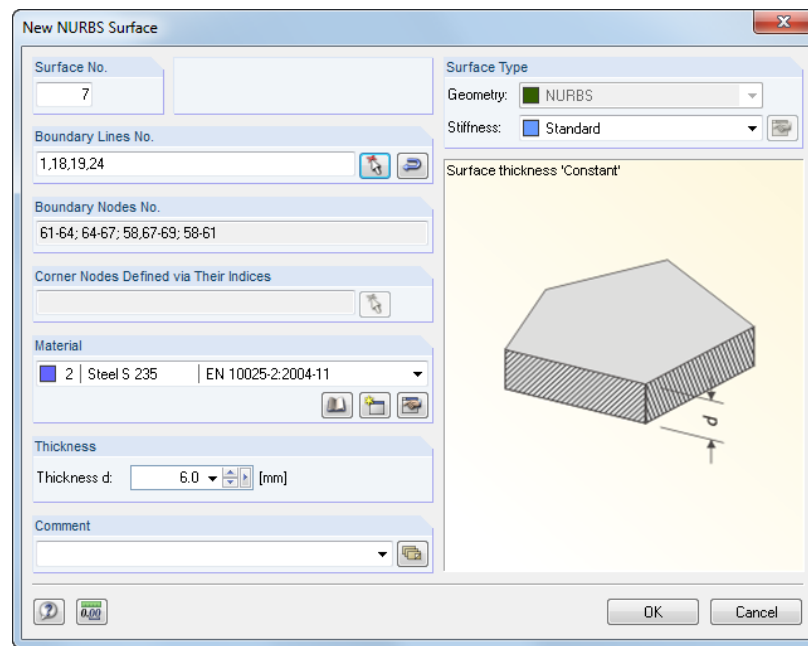 New NURBS Surface
Surface No.
7
Boundary Lines No.
1,18,19,24
Boundary Nodes No.
61-64; 64-67; 58,67-69; 58-61
Corner Nodes Defined via Their Indices
Material
2 Steel S 235 EN 10025-2:2004-11
Thickness
Thickness d: 6.0 [mm]
Comment
Surface Type
Geometry: NURBS
Stiffness: Standard
Surface thickness 'Constant'
d
0.00
OK Cancel